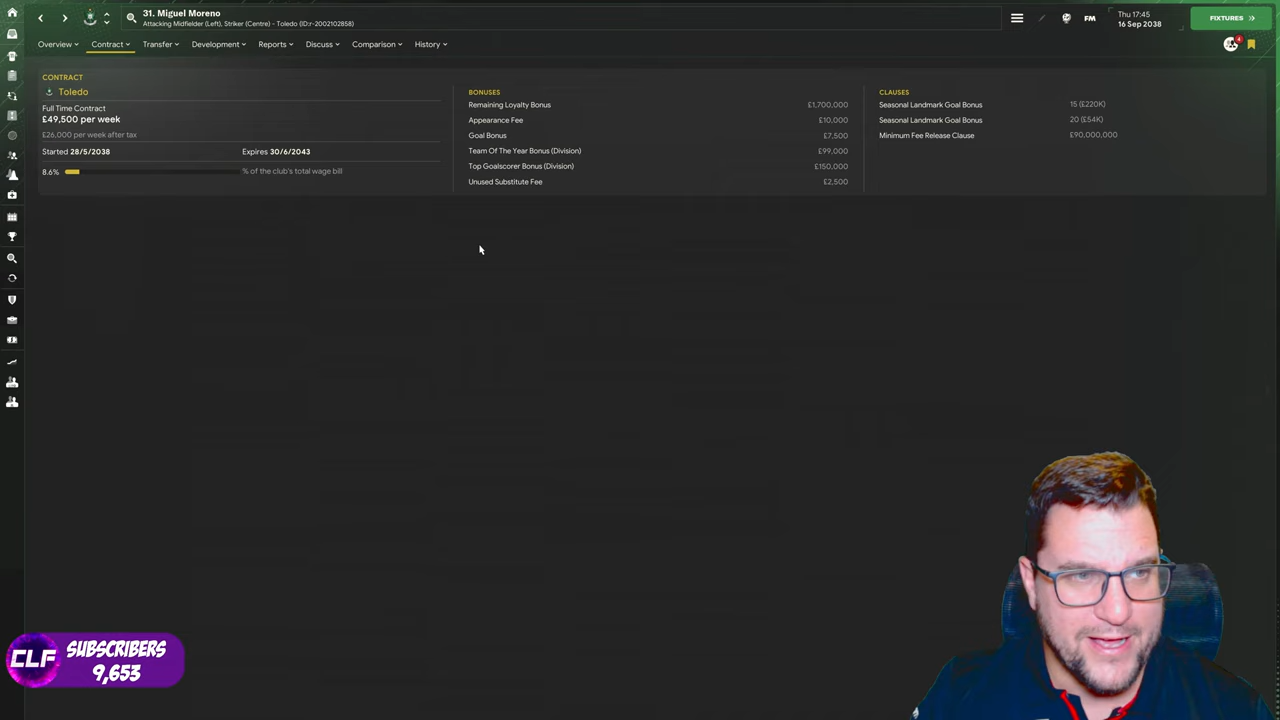 31. Miguel Moreno
Attacking Midfielder (Left), Striker (Centre) - Toledo (ID:r-2002102858)
FM
Thu 17:45
16 Sep 2038
FIXTURES
Overview
Contract
Transfer
Development
Reports
Discuss
Comparison
History
4
CONTRACT
Toledo
Full Time Contract
£49,500 per week
£26,000 per week after tax
Started 28/5/2038
Expires 30/6/2043
8.6%
% of the club's total wage bill
BONUSES
Remaining Loyalty Bonus £1,700,000
Appearance Fee £10,000
Goal Bonus £7,500
Team Of The Year Bonus (Division) £99,000
Top Goalscorer Bonus (Division) £150,000
Unused Substitute Fee £2,500
CLAUSES
Seasonal Landmark Goal Bonus 15 (£220K)
Seasonal Landmark Goal Bonus 20 (£54K)
Minimum Fee Release Clause £90,000,000
CLF
SUBSCRIBERS
9,653